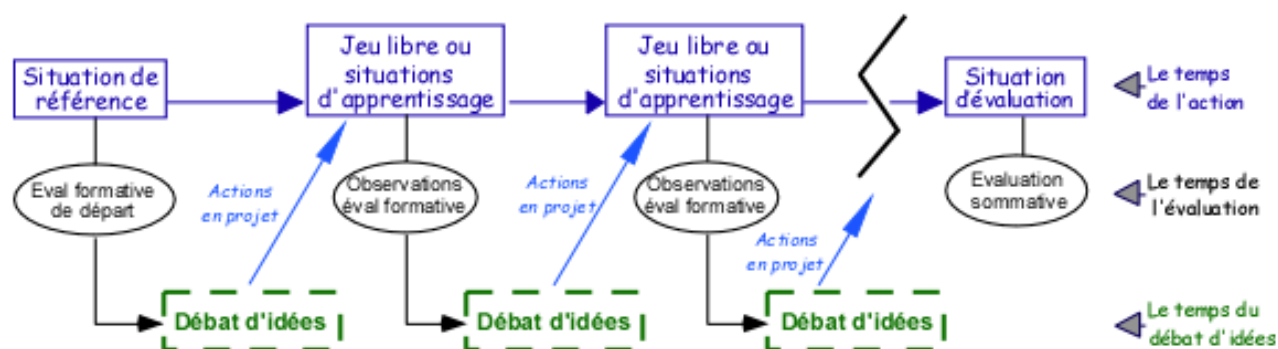 Situation de
référence
Jeu libre ou
situations
d'apprentissage
Jeu libre ou
situations
d'apprentissage
Situation
d'évaluation
Le temps
de l'action
Eval formative
de départ
Actions
en projet
Observations
éval formative
Actions
en projet
Observations
éval formative
Actions
en projet
Evaluation
sommative
Le temps de
l'évaluation
Débat d'idées
Débat d'idées
Débat d'idées
Le temps du
débat d'idées